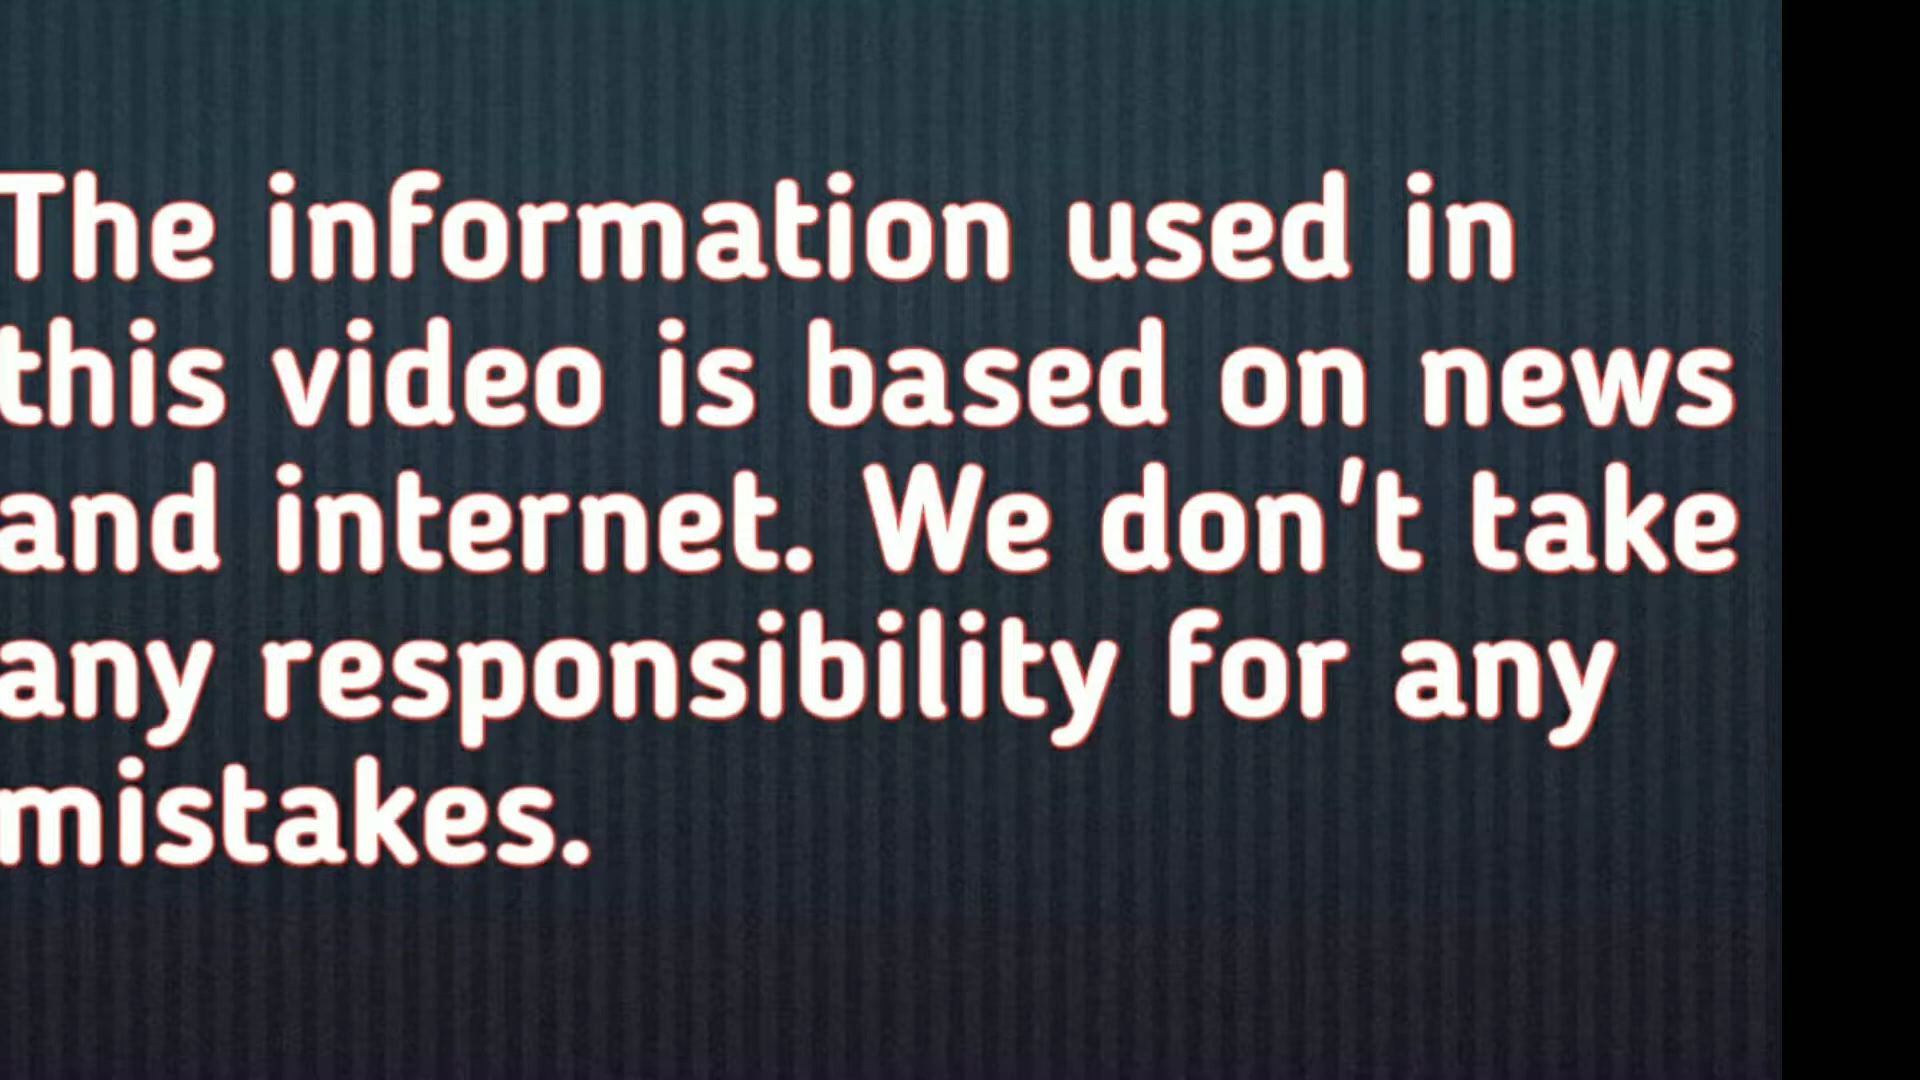 The information used in
this video is based on news
and internet. We don't take
any responsibility for any
mistakes.